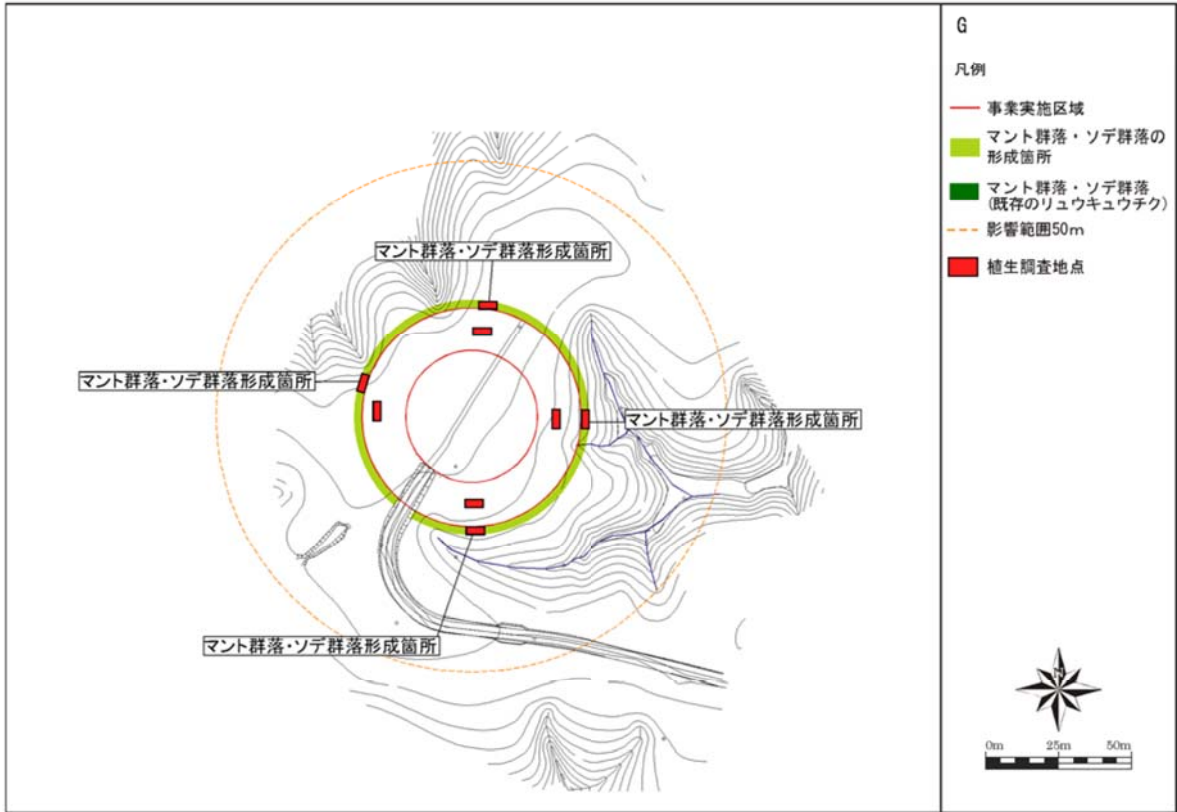 G
凡例
事業実施区域
マント群落・ソデ群落の
形成箇所
マント群落・ソデ群落
(既存のリュウキュウチク)
影響範囲50m
植生調査地点
マント群落・ソデ群落形成箇所
マント群落・ソデ群落形成箇所
マント群落・ソデ群落形成箇所
マント群落・ソデ群落形成箇所
N
0m 25m 50m